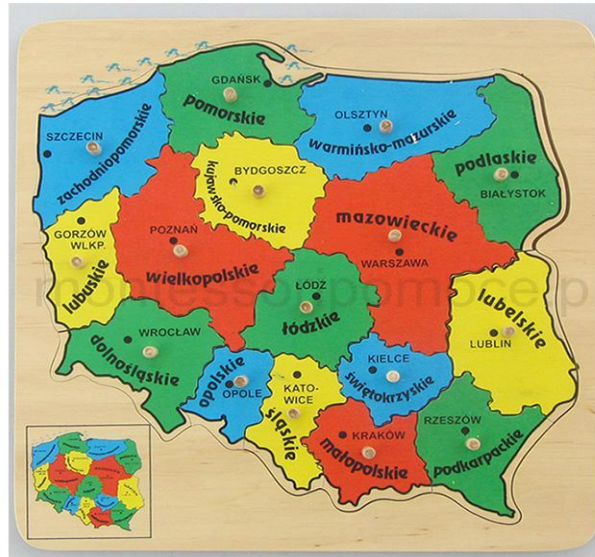 GDAŃSK
pomorskie
OLSZTYN
warmińsko-mazurskie
SZCZECIN
zachodniopomorskie
podlaskie
BIAŁYSTOK
BYDGOSZCZ
kujawsko-pomorskie
GORZÓW
WLKP.
lubuskie
POZNAŃ
wielkopolskie
mazowieckie
WARSZAWA
ŁÓDŹ
łódzkie
lubelskie
LUBLIN
WROCŁAW
dolnośląskie
opolskie
OPOLE
KATO-
WICE
śląskie
KIELCE
świętokrzyskie
KRAKÓW
małopolskie
RZESZÓW
podkarpackie
montessoripomoce.p